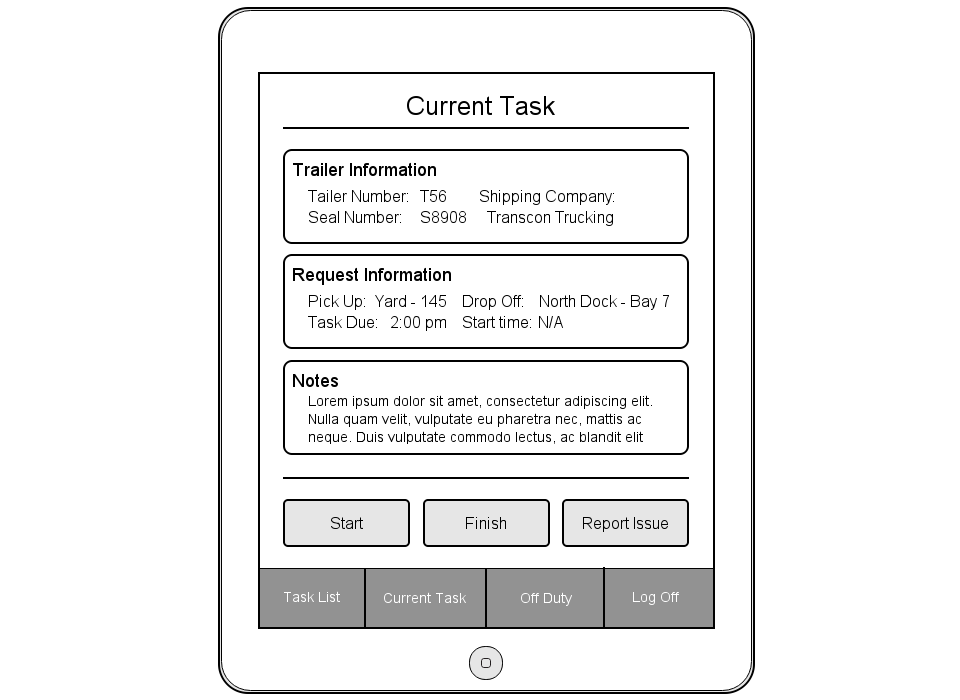 Current Task
Trailer Information
Tailer Number: T56 Shipping Company:
Seal Number: S8908 Transcon Trucking
Request Information
Pick Up: Yard - 145 Drop Off: North Dock - Bay 7
Task Due: 2:00 pm Start time: N/A
Notes
Lorem ipsum dolor sit amet, consectetur adipiscing elit.
Nulla quam velit, vulputate eu pharetra nec, mattis ac
neque. Duis vulputate commodo lectus, ac blandit elit
Start Finish Report Issue
Task List Current Task Off Duty Log Off